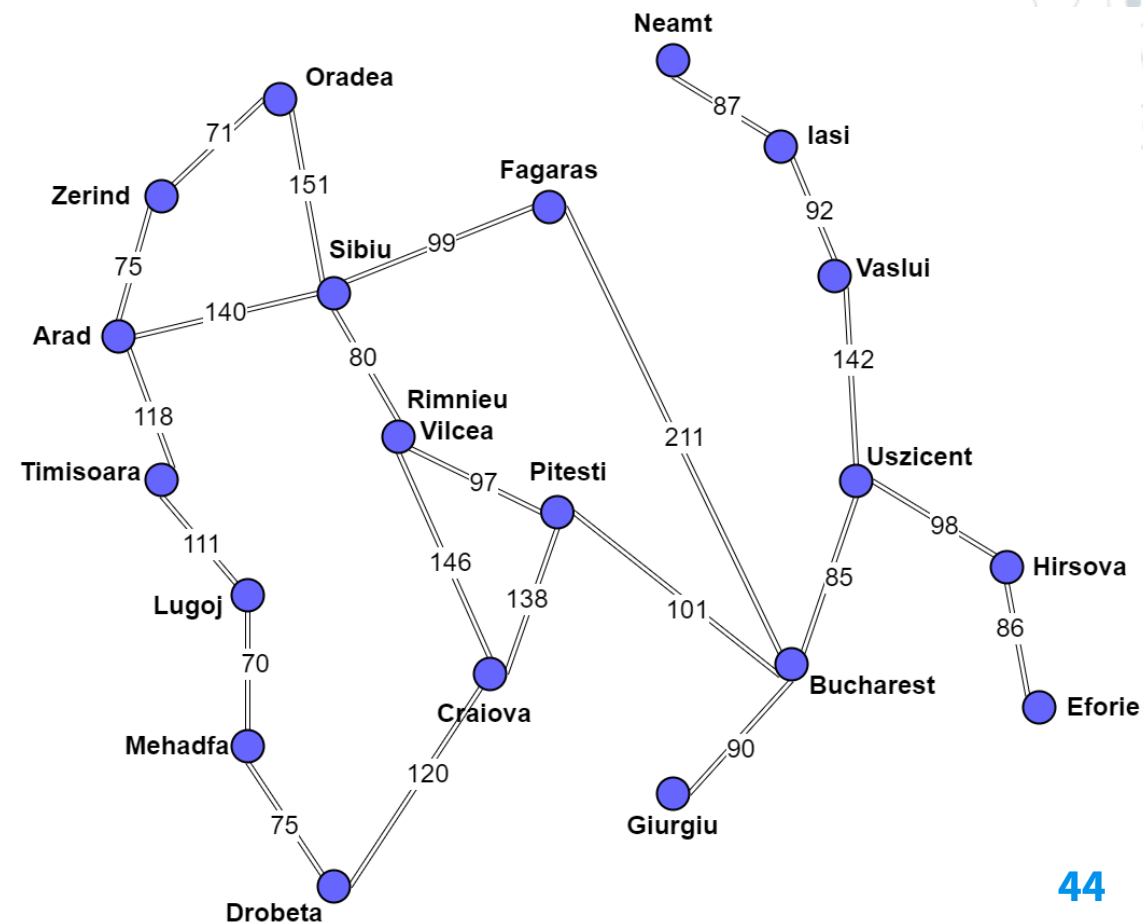 Neamt
Oradea
87
Iasi
71
Fagaras
151
Zerind
92
99
Sibiu
75
Vaslui
140
Arad
80
142
Rimnieu
Vilcea
118
211
Uszicent
Timisoara
97
Pitesti
98
111
146
85
Hirsova
138
Lugoj
101
86
70
Bucharest
Craiova
Eforie
Mehadfa
90
120
75
Giurgiu
44
Drobeta